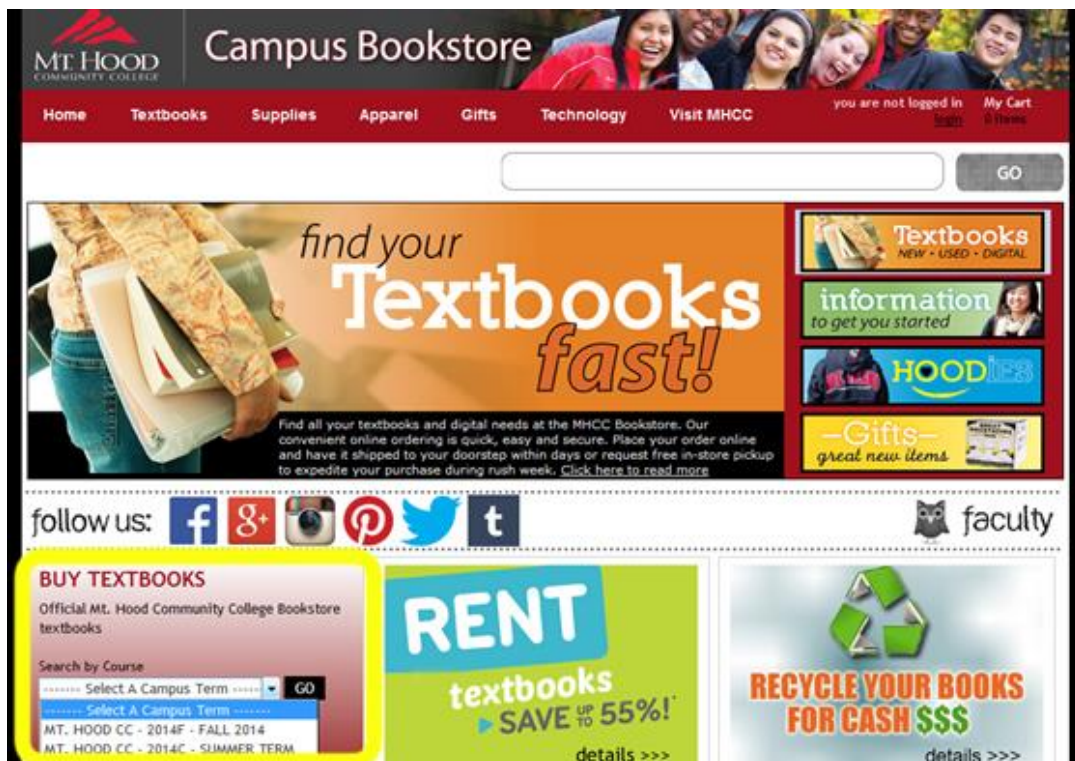 MT. HOOD
COMMUNITY COLLEGE
Campus Bookstore
Home Textbooks Supplies Apparel Gifts Technology Visit MHCC
you are not logged in
login
My Cart
0 Items
GO
find your
Textbooks
fast!
Find all your textbooks and digital needs at the MHCC Bookstore. Our
convenient online ordering is quick, easy and secure. Place your order online
and have it shipped to your doorstep within days or request free in-store pickup
to expedite your purchase during rush week. Click here to read more
Textbooks
NEW • USED • DIGITAL
information
to get you started
HOODiES
–Gifts–
great new items
follow us:
f
g+
t
faculty
BUY TEXTBOOKS
Official Mt. Hood Community College Bookstore
textbooks
Search by Course
------- Select A Campus Term ------- GO
------- Select A Campus Term -------
MT. HOOD CC - 2014F - FALL 2014
MT. HOOD CC - 2014C - SUMMER TERM
RENT
textbooks
SAVE UP TO 55%!*
details >>>
RECYCLE YOUR BOOKS
FOR CASH $$$
details >>>